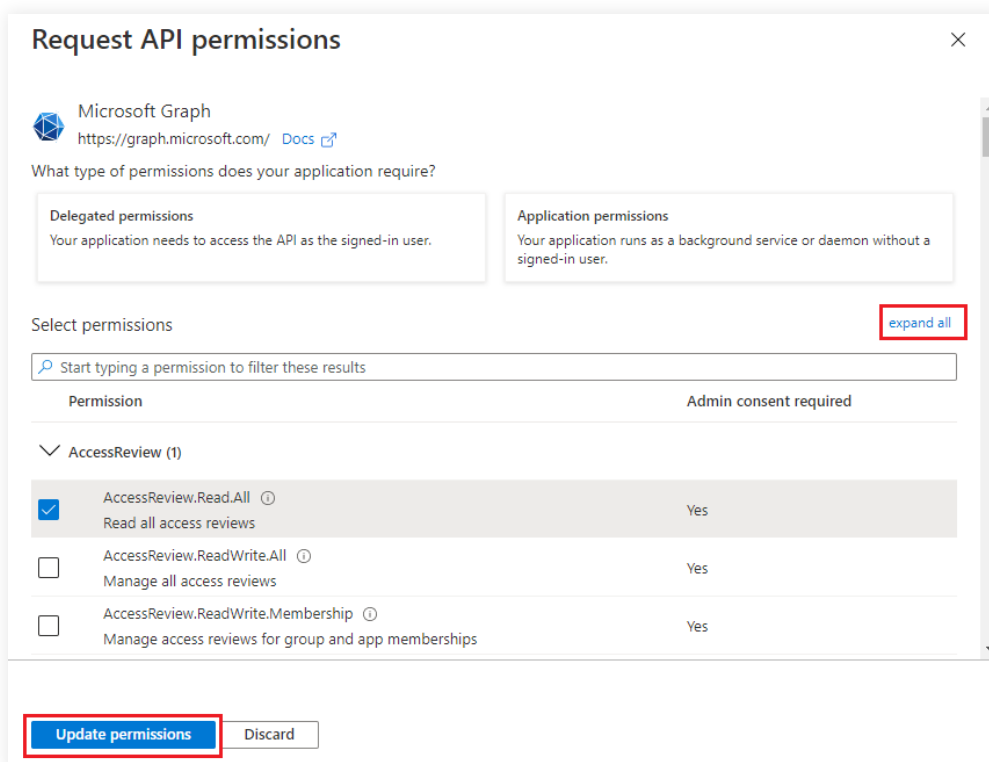 Request API permissions
Microsoft Graph
https://graph.microsoft.com/ Docs
What type of permissions does your application require?
Delegated permissions
Your application needs to access the API as the signed-in user.
Application permissions
Your application runs as a background service or daemon without a
signed-in user.
Select permissions
expand all
Start typing a permission to filter these results
Permission
Admin consent required
AccessReview (1)
AccessReview.Read.All
Read all access reviews
Yes
AccessReview.ReadWrite.All
Manage all access reviews
Yes
AccessReview.ReadWrite.Membership
Manage access reviews for group and app memberships
Yes
Update permissions
Discard